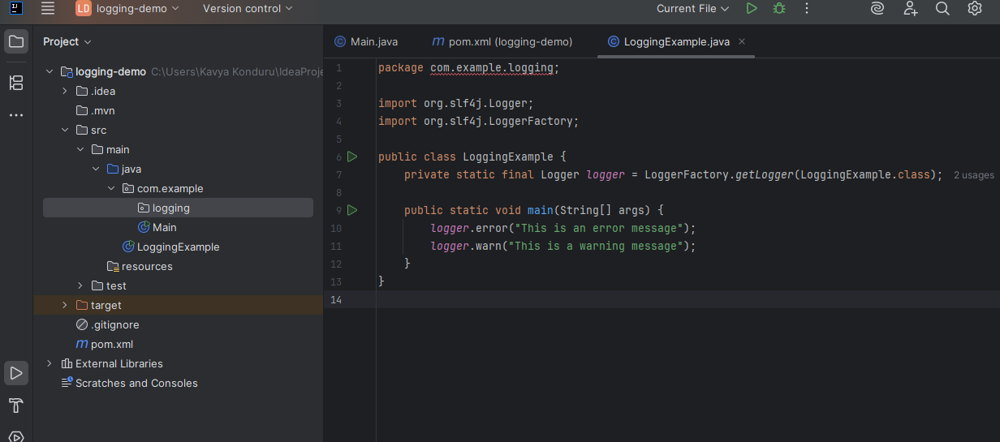 LD logging-demo Version control Current File
Project
Main.java pom.xml (logging-demo) LoggingExample.java
logging-demo C:\Users\Kavya Konduru\IdeaProje
.idea
.mvn
src
main
java
com.example
logging
Main
LoggingExample
resources
test
target
.gitignore
pom.xml
External Libraries
Scratches and Consoles
1 package com.example.logging;
2
3 import org.slf4j.Logger;
4 import org.slf4j.LoggerFactory;
5
6 public class LoggingExample {
7 private static final Logger logger = LoggerFactory.getLogger(LoggingExample.class); 2 usages
8
9 public static void main(String[] args) {
10 logger.error("This is an error message");
11 logger.warn("This is a warning message");
12 }
13 }
14